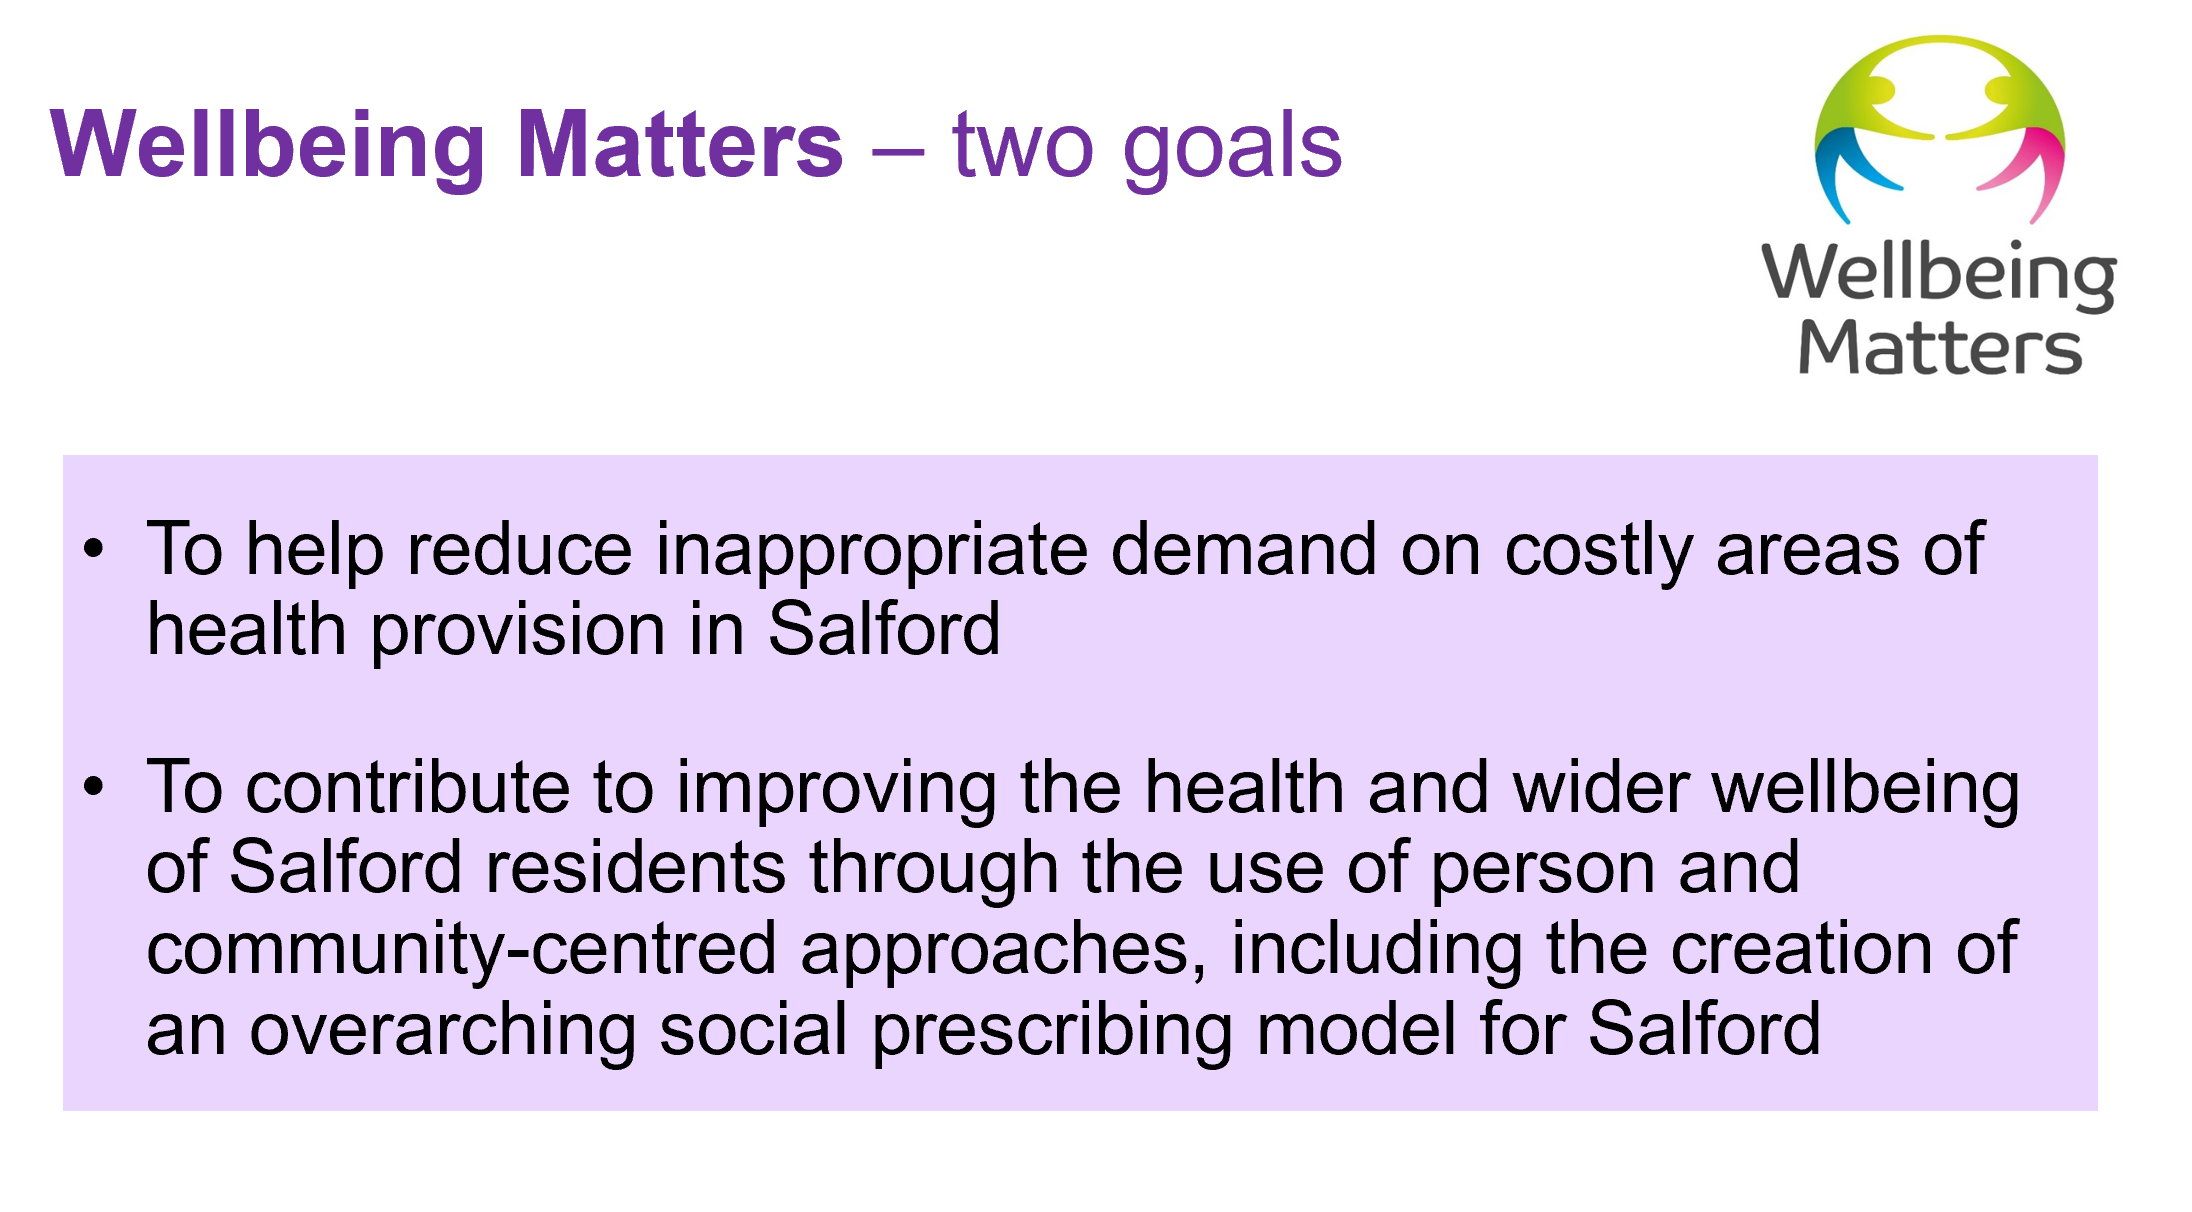 Wellbeing Matters – two goals
Wellbeing
Matters
• To help reduce inappropriate demand on costly areas of
health provision in Salford
• To contribute to improving the health and wider wellbeing
of Salford residents through the use of person and
community-centred approaches, including the creation of
an overarching social prescribing model for Salford